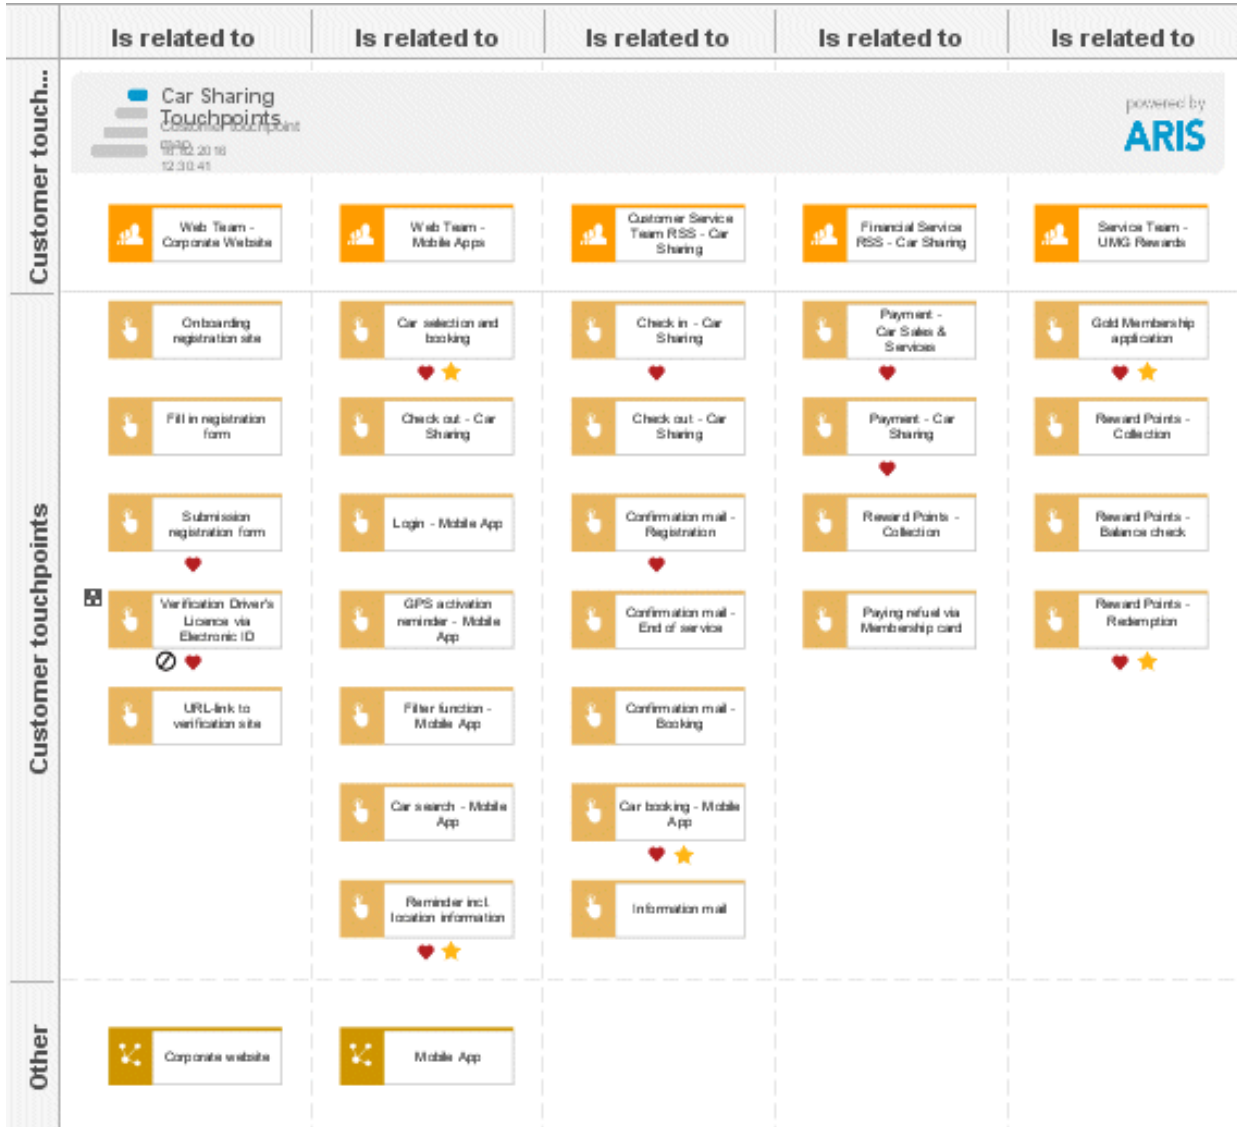 Is related to
Is related to
Is related to
Is related to
Is related to
Customer touch...
Car Sharing
Touchpoints
Customer touchpoint
map
2016
12:30:41
powered by
ARIS
Web Team -
Corporate Website
Web Team -
Mobile Apps
Customer Service
Team RSS - Car
Sharing
Financial Service
RSS - Car Sharing
Service Team -
UMG Rewards
Customer touchpoints
Onboarding
registration site
Car selection and
booking
Check in - Car
Sharing
Payment -
Car Sales &
Services
Gold Membership
application
Fill in registration
form
Check out - Car
Sharing
Check out - Car
Sharing
Payment - Car
Sharing
Reward Points -
Collection
Submission
registration form
Login - Mobile App
Confirmation mail -
Registration
Reward Points -
Collection
Reward Points -
Balance check
Verification Driver's
Licence via
Electronic ID
GPS activation
reminder - Mobile
App
Confirmation mail -
End of service
Paying refuel via
Membership card
Reward Points -
Redemption
URL-link to
verification site
Filter function -
Mobile App
Confirmation mail -
Booking
Car search - Mobile
App
Car booking - Mobile
App
Reminder incl.
location information
Information mail
Other
Corporate website
Mobile App